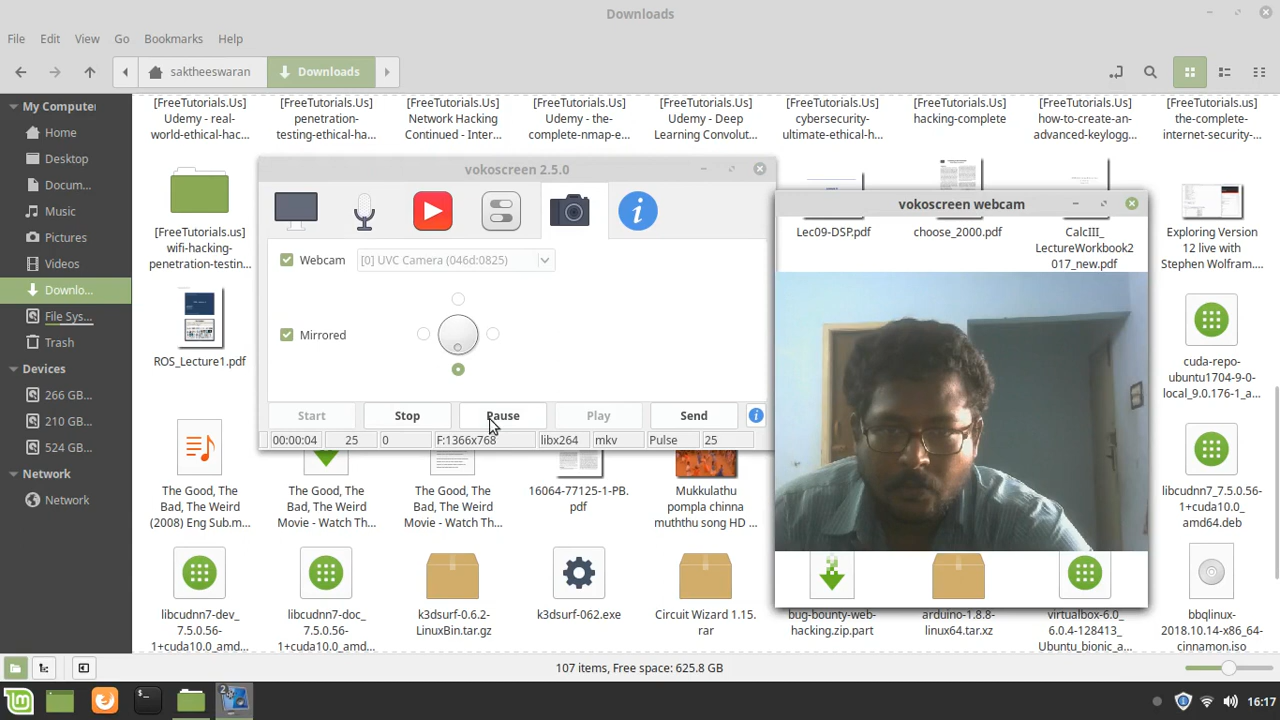 Downloads
File Edit View Go Bookmarks Help
saktheeswaran Downloads
My Compute
Home
Desktop
Docum...
Music
Pictures
Videos
Downlo...
File Sys...
Trash
Devices
266 GB...
210 GB...
524 GB...
Network
Network
[FreeTutorials.Us]
Udemy - real-
world-ethical-hac...
[FreeTutorials.Us]
penetration-
testing-ethical-ha...
[FreeTutorials.Us]
Network Hacking
Continued - Inter...
[FreeTutorials.Us]
Udemy - the-
complete-nmap-e...
[FreeTutorials.Us]
Udemy - Deep
Learning Convolut...
[FreeTutorials.Us]
cybersecurity-
ultimate-ethical-h...
[FreeTutorials.Us]
hacking-complete
[FreeTutorials.Us]
how-to-create-an-
advanced-keylogg...
[FreeTutorials.us]
the-complete-
internet-security-...
[FreeTutorials.us]
wifi-hacking-
penetration-testin...
vokoscreen 2.5.0
Webcam [0] UVC Camera (046d:0825)
Mirrored
Start Stop Pause Play Send
00:00:04 25 0 F:1366x768 libx264 mkv Pulse 25
vokoscreen webcam
Lec09-DSP.pdf
choose_2000.pdf
CalcIII_
LectureWorkbook2
017_new.pdf
Exploring Version
12 live with
Stephen Wolfram....
ROS_Lecture1.pdf
cuda-repo-
ubuntu1704-9-0-
local_9.0.176-1_a...
The Good, The
Bad, The Weird
(2008) Eng Sub.m...
The Good, The
Bad, The Weird
Movie - Watch Th...
The Good, The
Bad, The Weird
Movie - Watch Th...
16064-77125-1-PB.
pdf
Mukkulathu
pompla chinna
muththu song HD ...
libcudnn7_7.5.0.56-
1+cuda10.0_
amd64.deb
libcudnn7-dev_
7.5.0.56-
1+cuda10.0_amd...
libcudnn7-doc_
7.5.0.56-
1+cuda10.0_amd...
k3dsurf-0.6.2-
LinuxBin.tar.gz
k3dsurf-062.exe
Circuit Wizard 1.15.
rar
bug-bounty-web-
hacking.zip.part
arduino-1.8.8-
linux64.tar.xz
virtualbox-6.0_
6.0.4-128413_
Ubuntu_bionic_a...
bbqlinux-
2018.10.14-x86_64-
cinnamon.iso
107 items, Free space: 625.8 GB
2
16:17